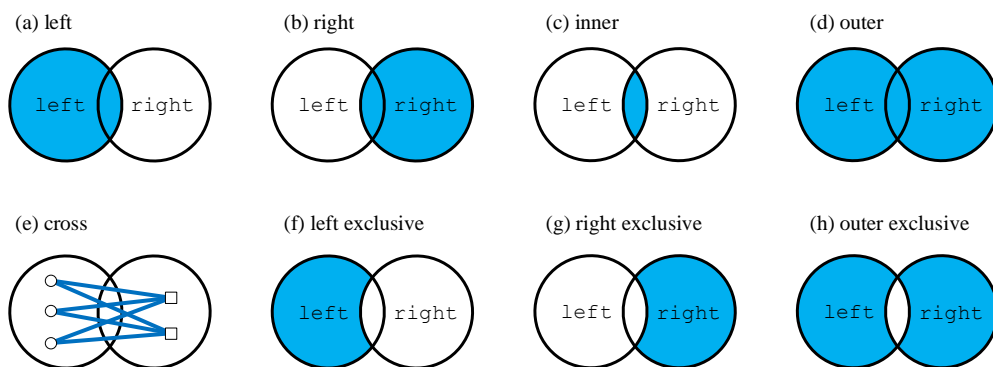 (a) left
(b) right
(c) inner
(d) outer
left right
left right
left right
left right
(e) cross
(f) left exclusive
(g) right exclusive
(h) outer exclusive
left right
left right
left right